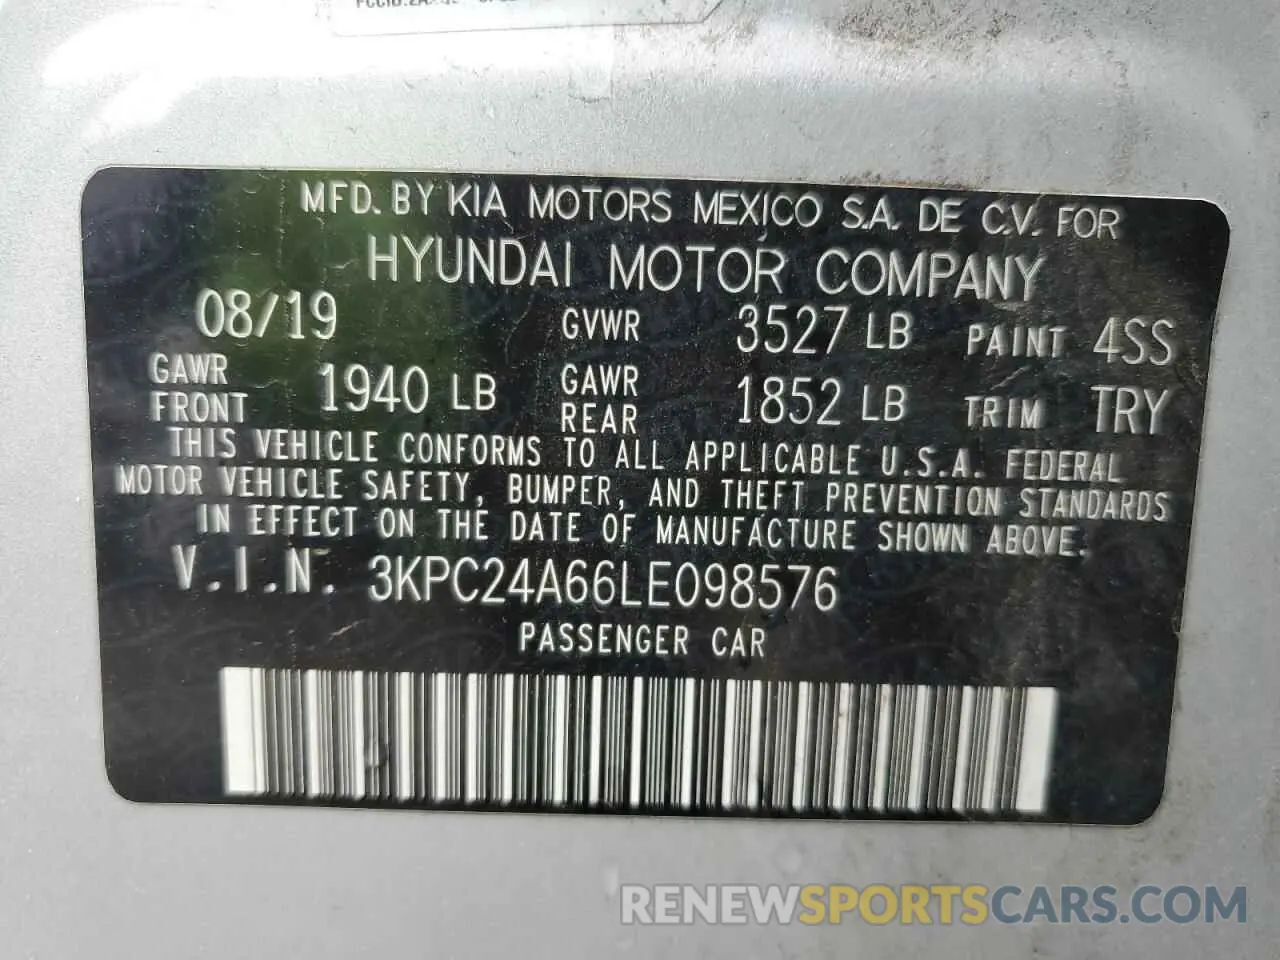 MFD. BY KIA MOTORS MEXICO S.A. DE C.V. FOR
HYUNDAI MOTOR COMPANY
08/19 GVWR 3527 LB PAINT 4SS
GAWR FRONT 1940 LB GAWR REAR 1852 LB TRIM TRY
THIS VEHICLE CONFORMS TO ALL APPLICABLE U.S.A. FEDERAL
MOTOR VEHICLE SAFETY, BUMPER, AND THEFT PREVENTION STANDARDS
IN EFFECT ON THE DATE OF MANUFACTURE SHOWN ABOVE.
V.I.N. 3KPC24A66LE098576
PASSENGER CAR
RENEWSPORTSCARS.COM